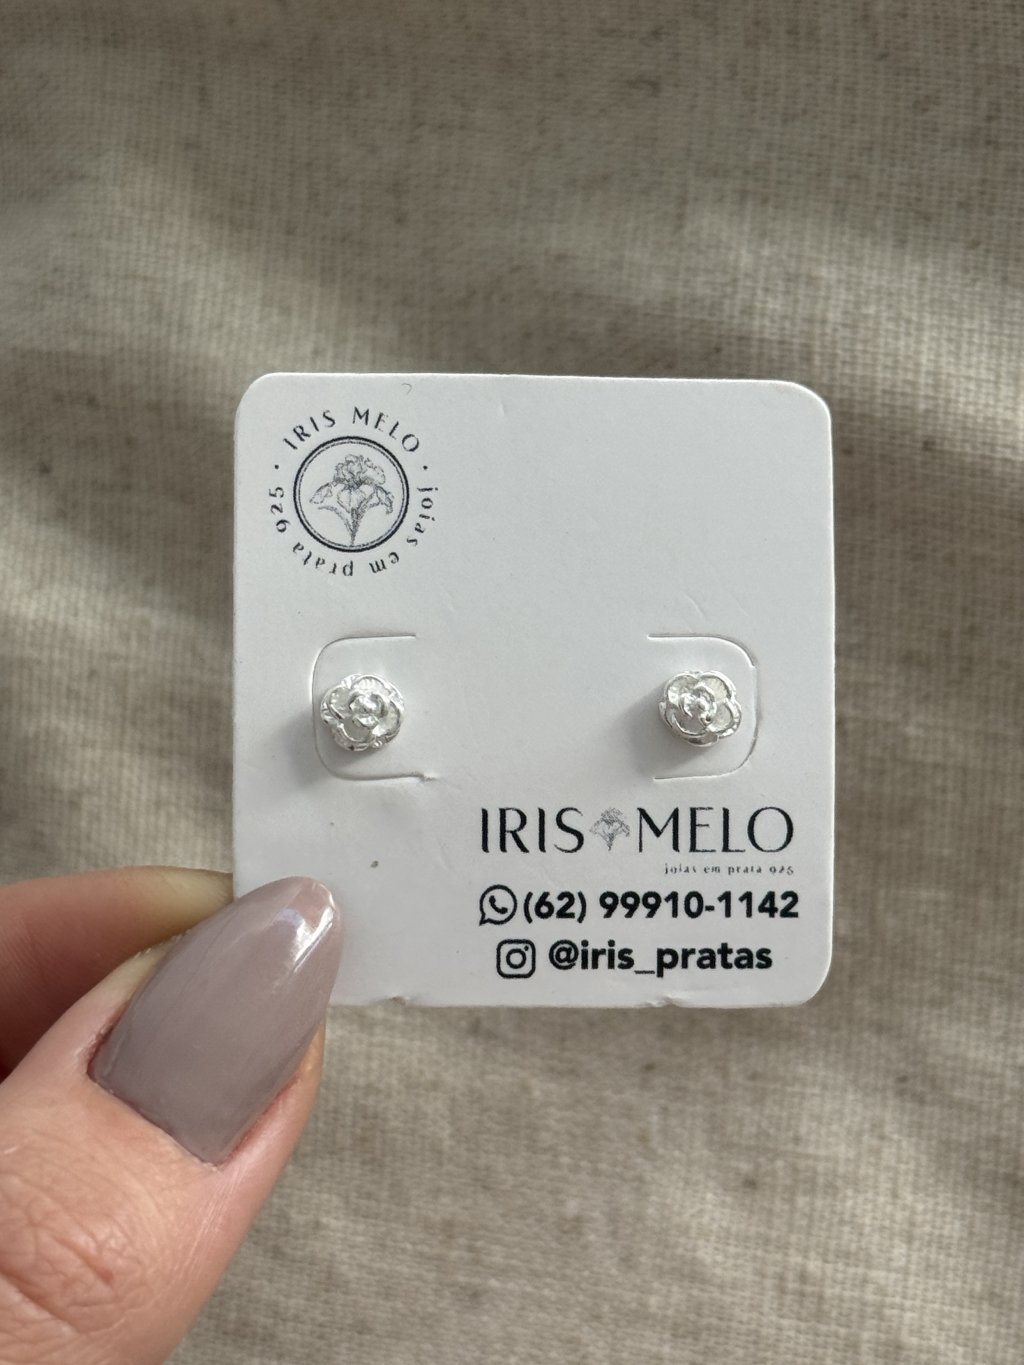 IRIS MELO · joias em prata 925 ·
IRIS MELO
joias em prata 925
(62) 99910-1142
@iris_pratas